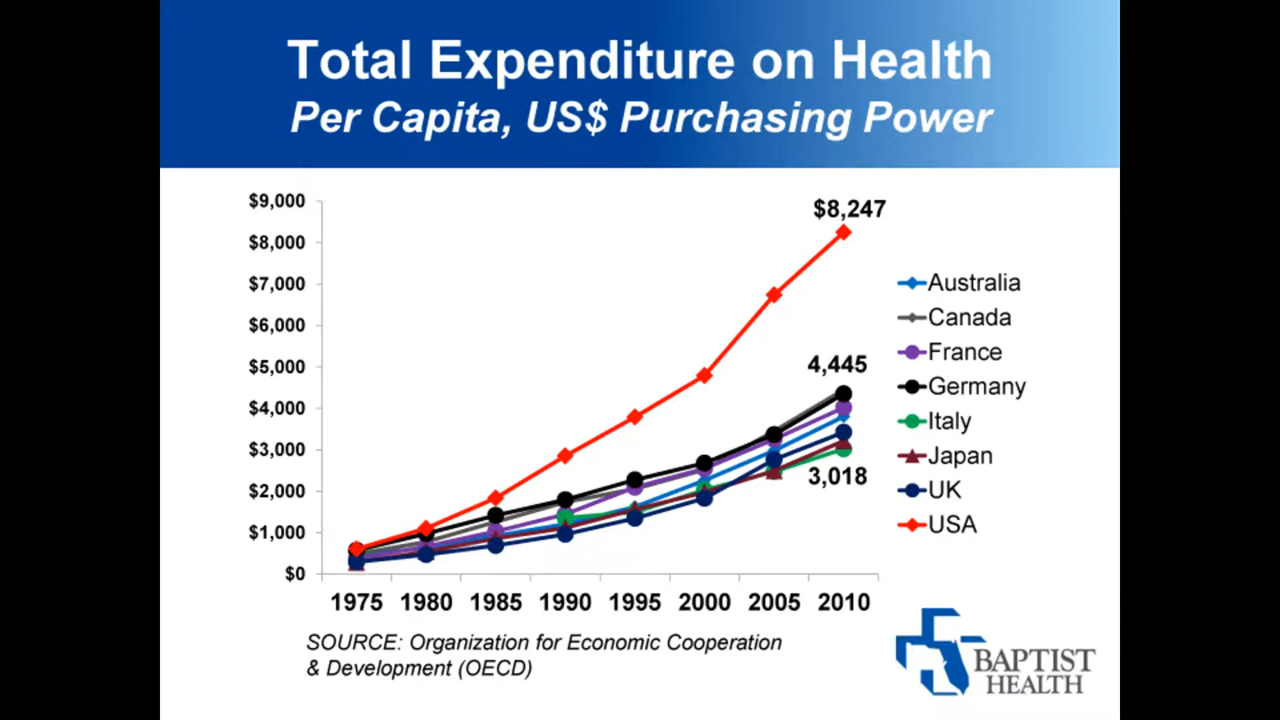 Total Expenditure on Health
Per Capita, US$ Purchasing Power
$9,000
$8,000
$7,000
$6,000
$5,000
$4,000
$3,000
$2,000
$1,000
$0
$8,247
4,445
3,018
1975 1980 1985 1990 1995 2000 2005 2010
Australia
Canada
France
Germany
Italy
Japan
UK
USA
SOURCE: Organization for Economic Cooperation
& Development (OECD)
BAPTIST
HEALTH